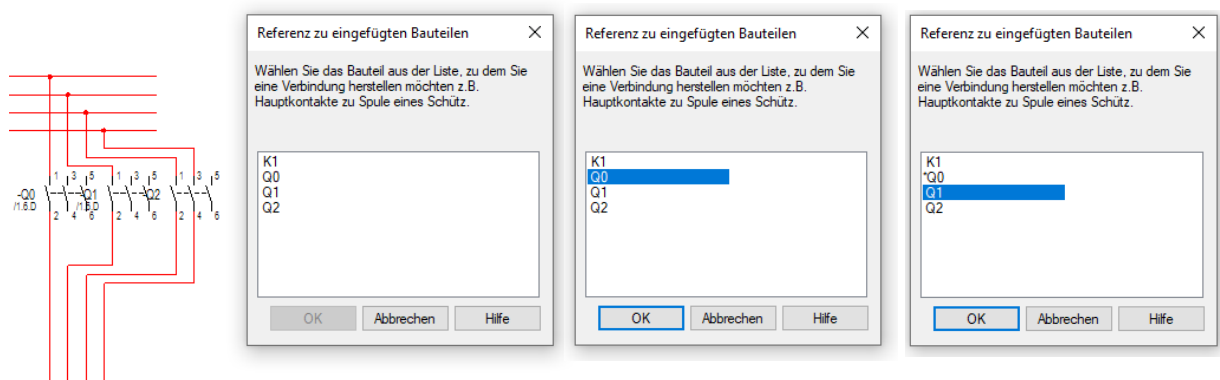 1 3 5 1 3 5 1 3 5
-Q0 -Q1 -Q2
/1.6.D /1.6.D
2 4 6 2 4 6 2 4 6
Referenz zu eingefügten Bauteilen
Wählen Sie das Bauteil aus der Liste, zu dem Sie
eine Verbindung herstellen möchten z.B.
Hauptkontakte zu Spule eines Schütz.
K1
Q0
Q1
Q2
OK Abbrechen Hilfe
Referenz zu eingefügten Bauteilen
Wählen Sie das Bauteil aus der Liste, zu dem Sie
eine Verbindung herstellen möchten z.B.
Hauptkontakte zu Spule eines Schütz.
K1
Q0
Q1
Q2
OK Abbrechen Hilfe
Referenz zu eingefügten Bauteilen
Wählen Sie das Bauteil aus der Liste, zu dem Sie
eine Verbindung herstellen möchten z.B.
Hauptkontakte zu Spule eines Schütz.
K1
*Q0
Q1
Q2
OK Abbrechen Hilfe